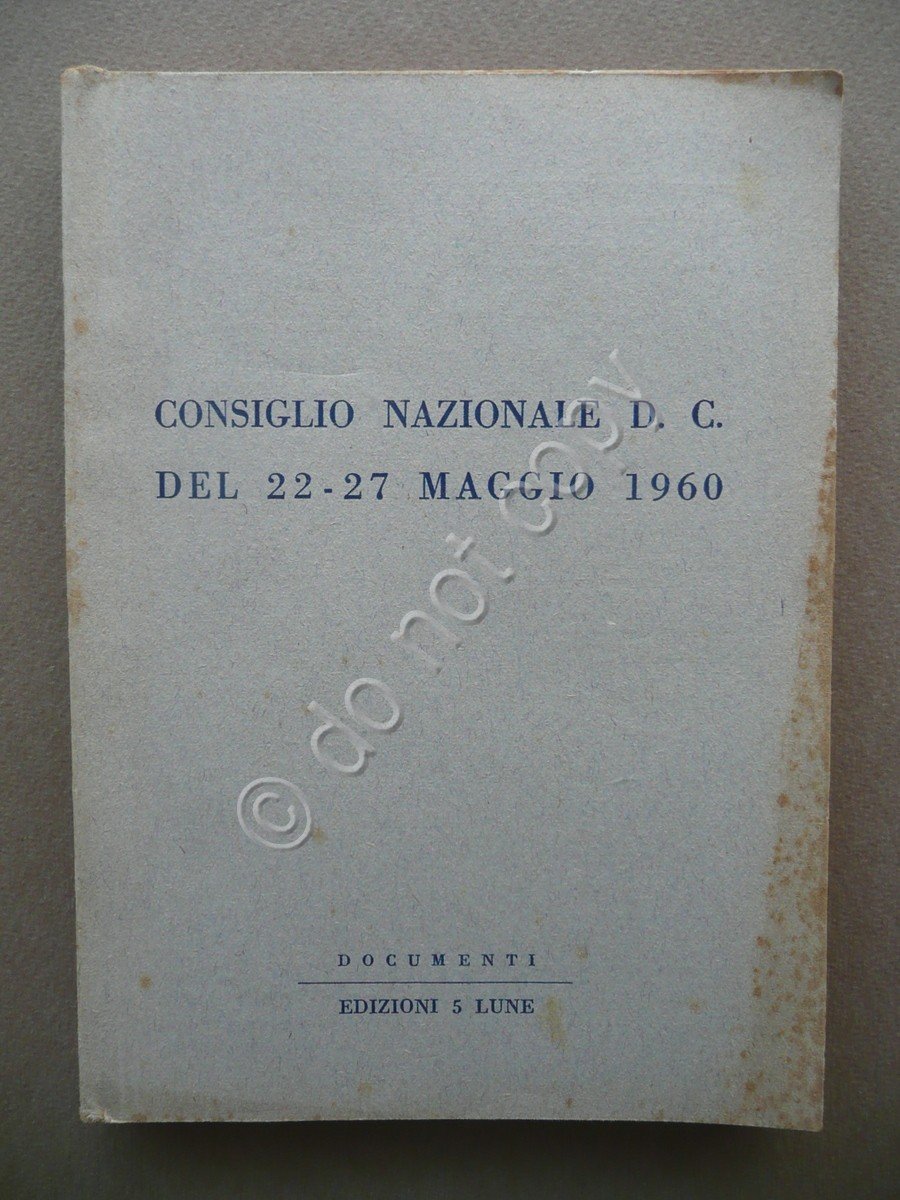 CONSIGLIO NAZIONALE D. C.
DEL 22-27 MAGGIO 1960
© do not copy
DOCUMENTI
EDIZIONI 5 LUNE